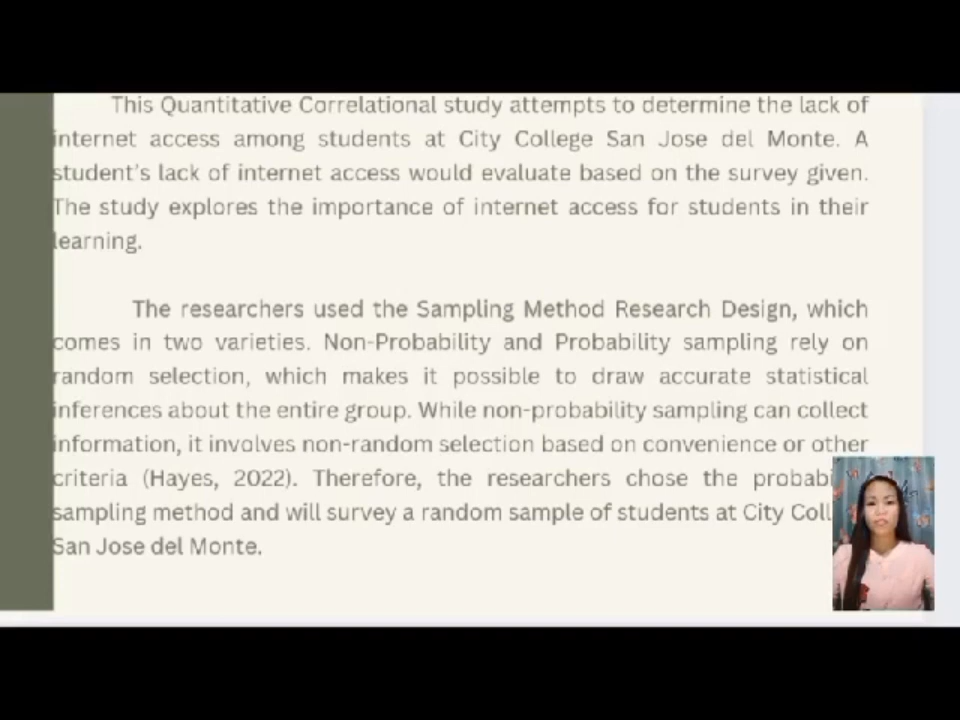 This Quantitative Correlational study attempts to determine the lack of
internet access among students at City College San Jose del Monte. A
student's lack of internet access would evaluate based on the survey given.
The study explores the importance of internet access for students in their
learning.
The researchers used the Sampling Method Research Design, which
comes in two varieties. Non-Probability and Probability sampling rely on
random selection, which makes it possible to draw accurate statistical
inferences about the entire group. While non-probability sampling can collect
information, it involves non-random selection based on convenience or other
criteria (Hayes, 2022). Therefore, the researchers chose the
sampling method and will survey a random sample of students at City
San Jose del Monte.